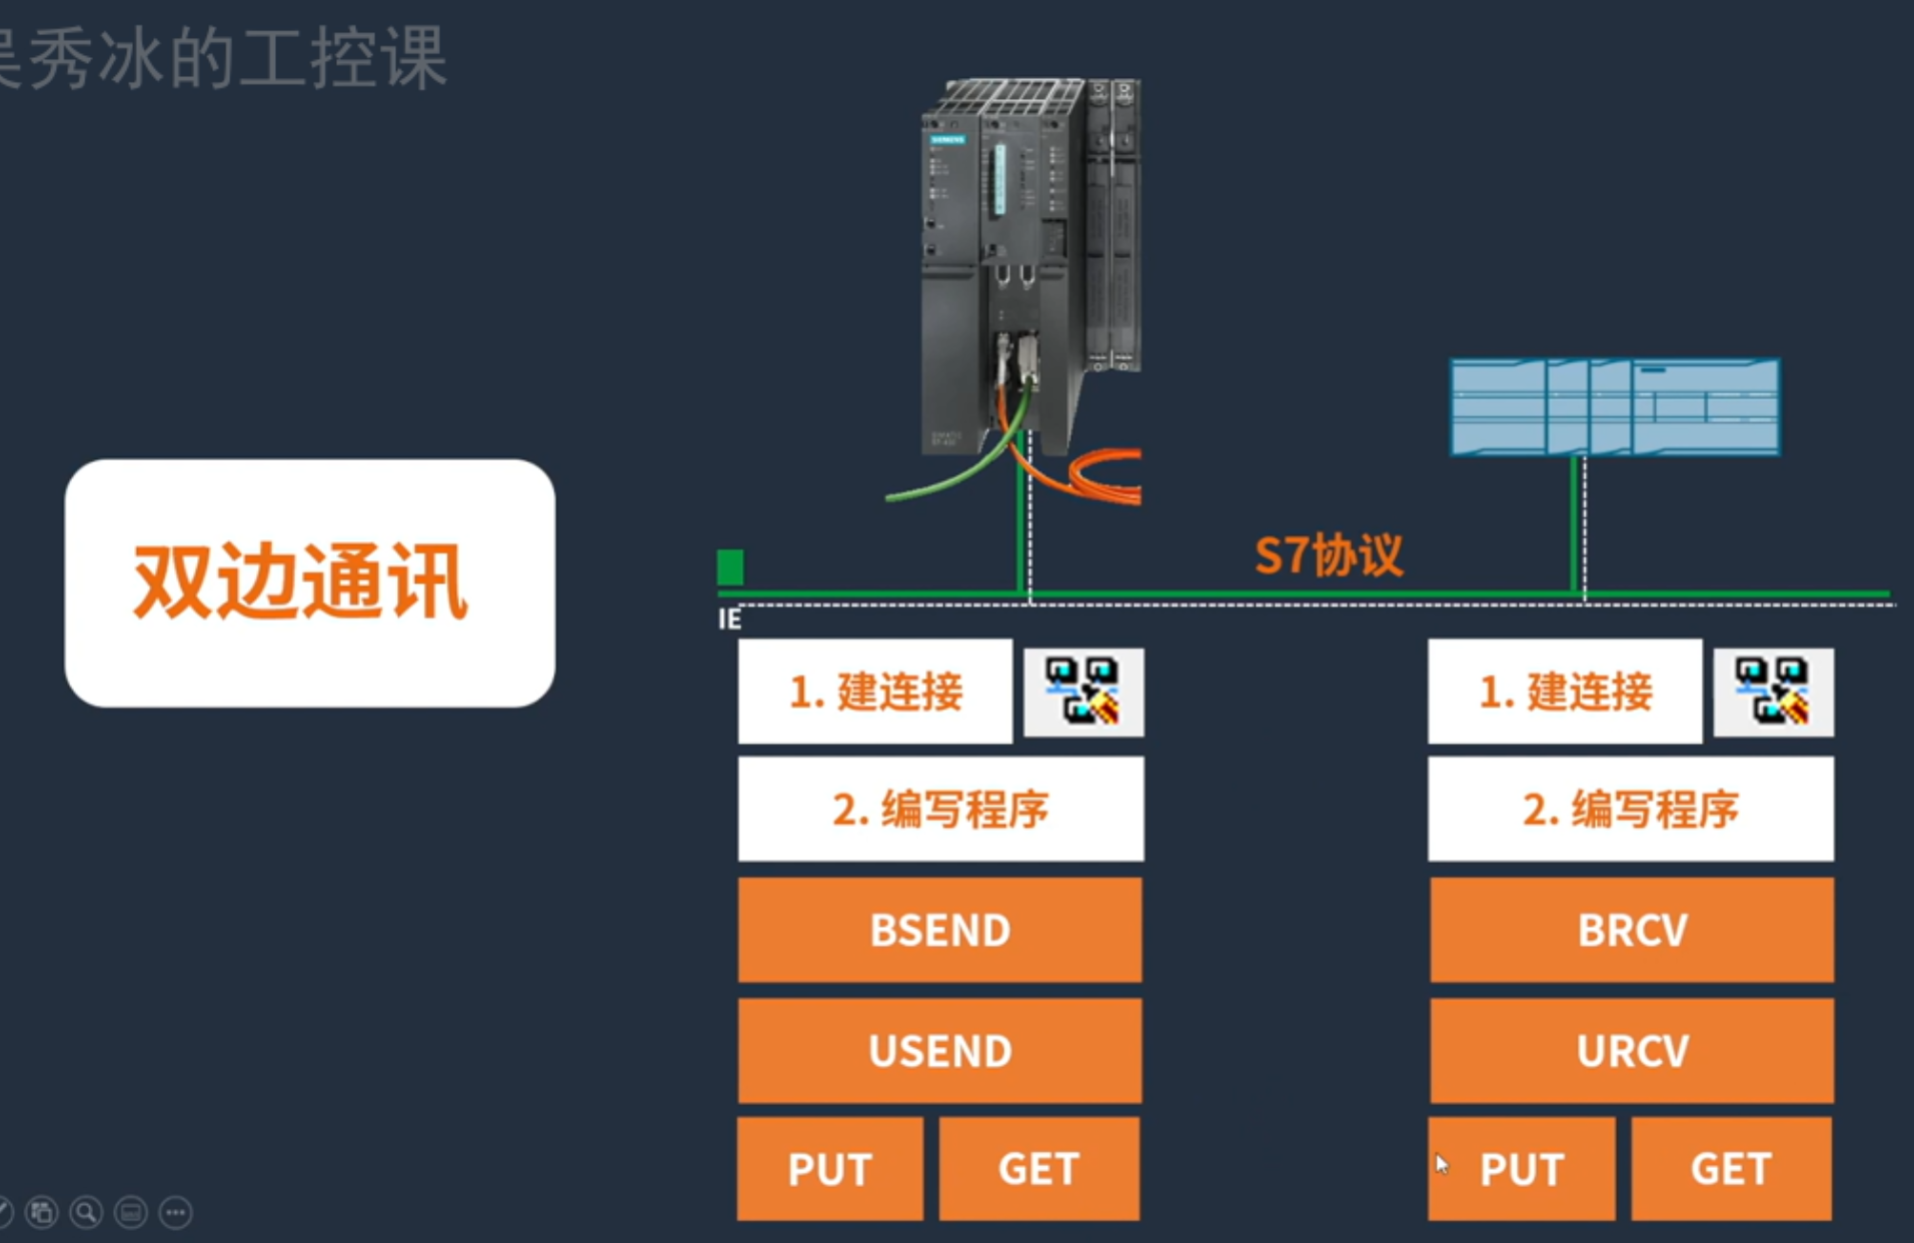 吴秀冰的工控课
SIEMENS
双边通讯
S7协议
IE
1. 建连接
1. 建连接
2. 编写程序
2. 编写程序
BSEND
BRCV
USEND
URCV
PUT
GET
PUT
GET